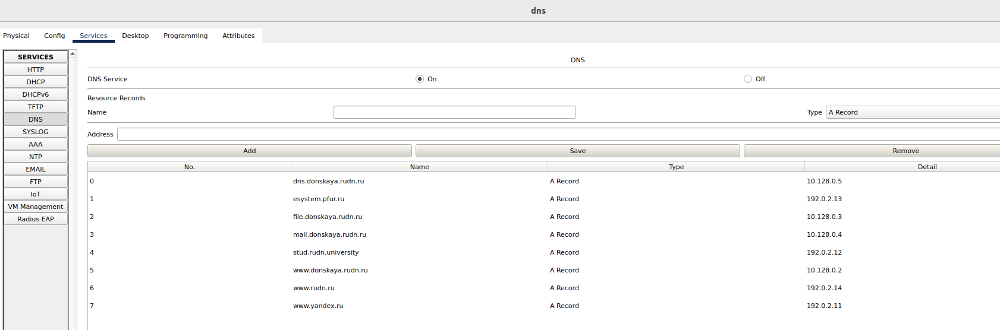 dns
Physical Config Services Desktop Programming Attributes
SERVICES
HTTP
DHCP
DHCPv6
TFTP
DNS
SYSLOG
AAA
NTP
EMAIL
FTP
IoT
VM Management
Radius EAP
DNS
DNS Service On Off
Resource Records
Name Type A Record
Address
Add Save Remove
No. Name Type Detail
0 dns.donskaya.rudn.ru A Record 10.128.0.5
1 esystem.pfur.ru A Record 192.0.2.13
2 file.donskaya.rudn.ru A Record 10.128.0.3
3 mail.donskaya.rudn.ru A Record 10.128.0.4
4 stud.rudn.university A Record 192.0.2.12
5 www.donskaya.rudn.ru A Record 10.128.0.2
6 www.rudn.ru A Record 192.0.2.14
7 www.yandex.ru A Record 192.0.2.11